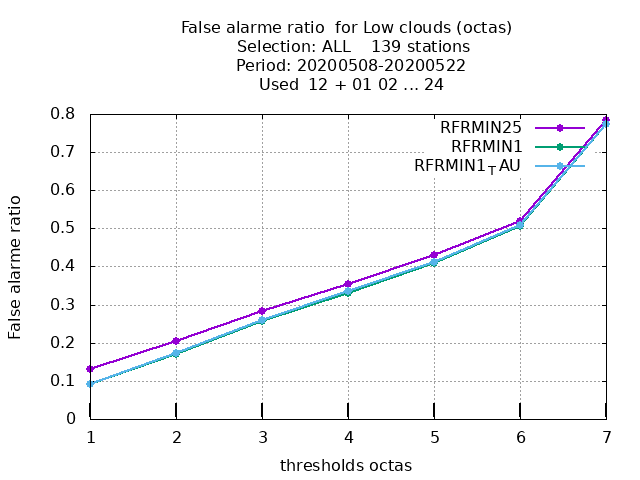 False alarme ratio for Low clouds (octas)
Selection: ALL 139 stations
Period: 20200508-20200522
Used 12 + 01 02 ... 24
RFRMIN25
RFRMIN1
RFRMIN1TAU
False alarme ratio
0.8
0.7
0.6
0.5
0.4
0.3
0.2
0.1
0
1 2 3 4 5 6 7
thresholds octas